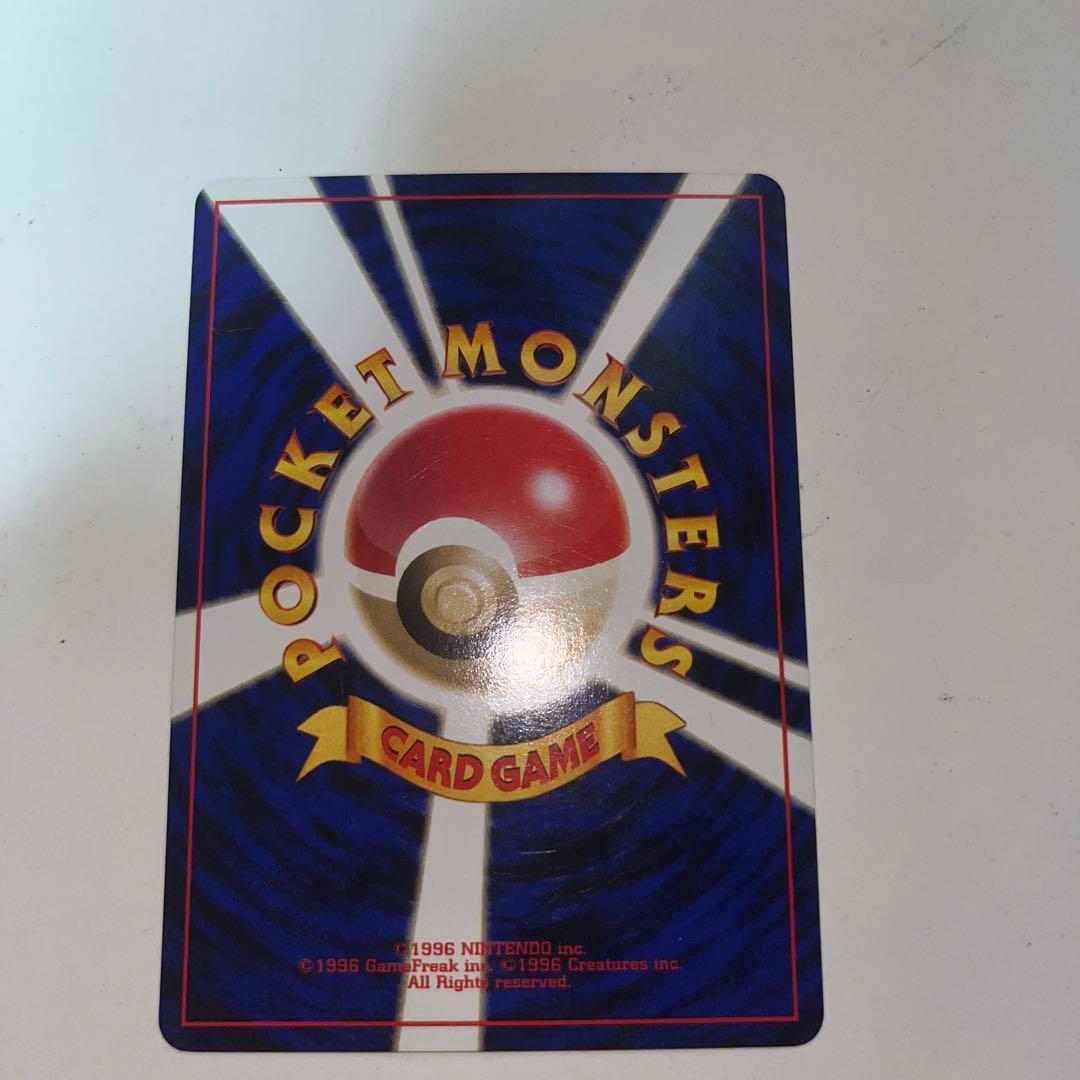 POCKET MONSTERS
CARD GAME
©1996 NINTENDO inc.
©1996 GameFreak inc. ©1996 Creatures inc.
All Rights reserved.